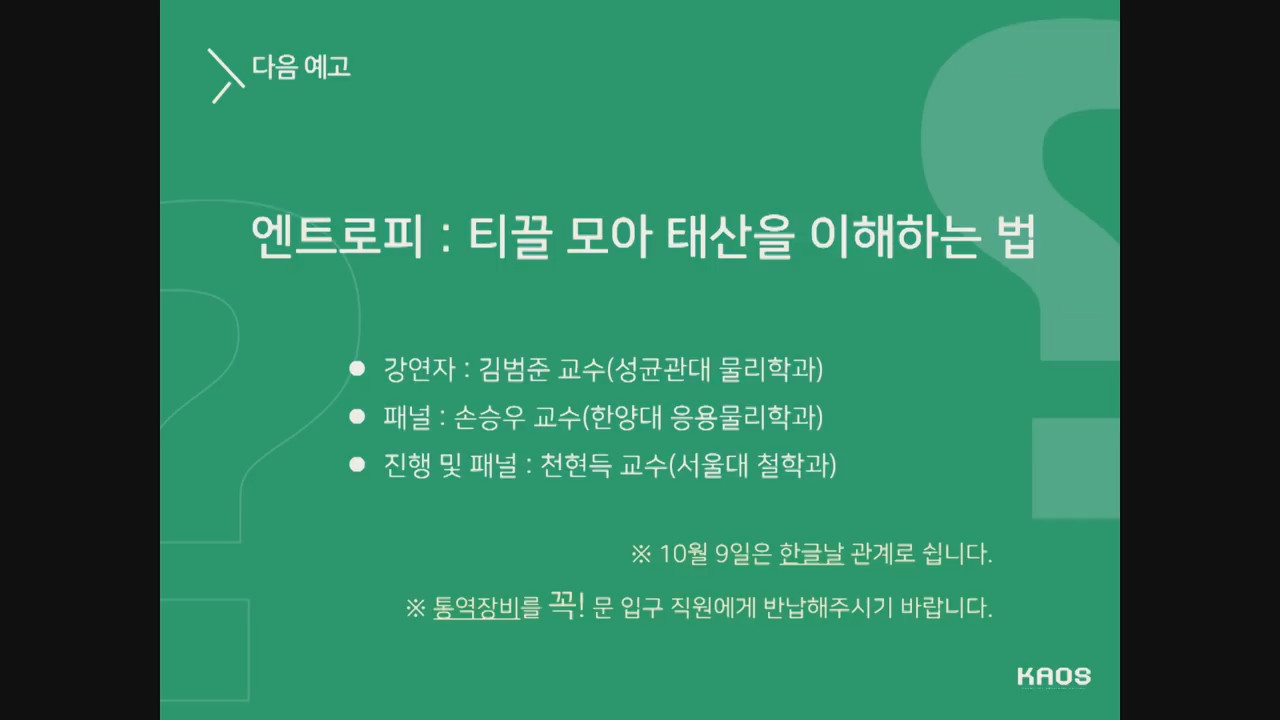 다음 예고
엔트로피 : 티끌 모아 태산을 이해하는 법
● 강연자 : 김범준 교수(성균관대 물리학과)
● 패널 : 손승우 교수(한양대 응용물리학과)
● 진행 및 패널 : 천현득 교수(서울대 철학과)
※ 10월 9일은 한글날 관계로 쉽니다.
※ 통역장비를 꼭! 문 입구 직원에게 반납해주시기 바랍니다.
KAOS